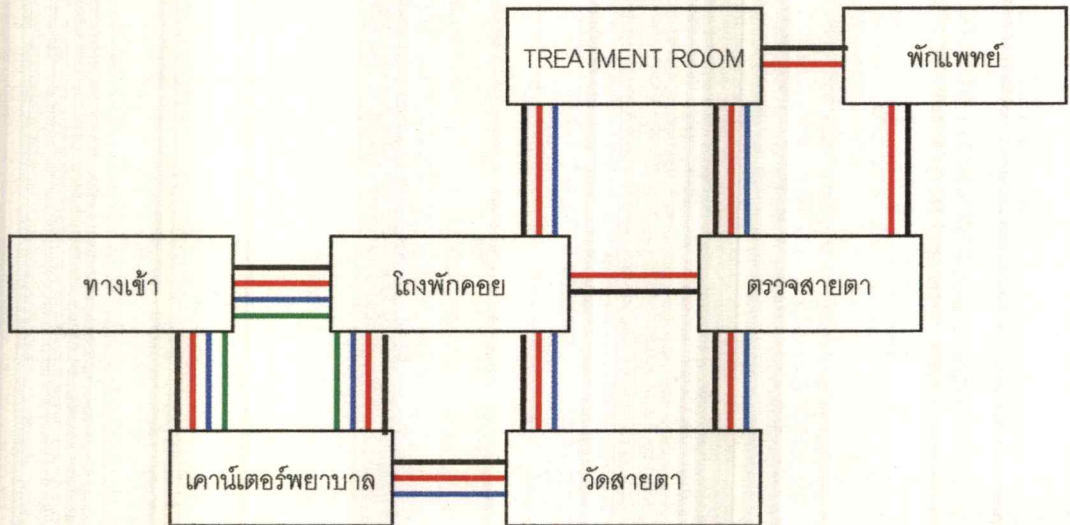 TREATMENT ROOM
พักแพทย์
ทางเข้า
โถงพักคอย
ตรวจสายตา
เคาน์เตอร์พยาบาล
วัดสายตา